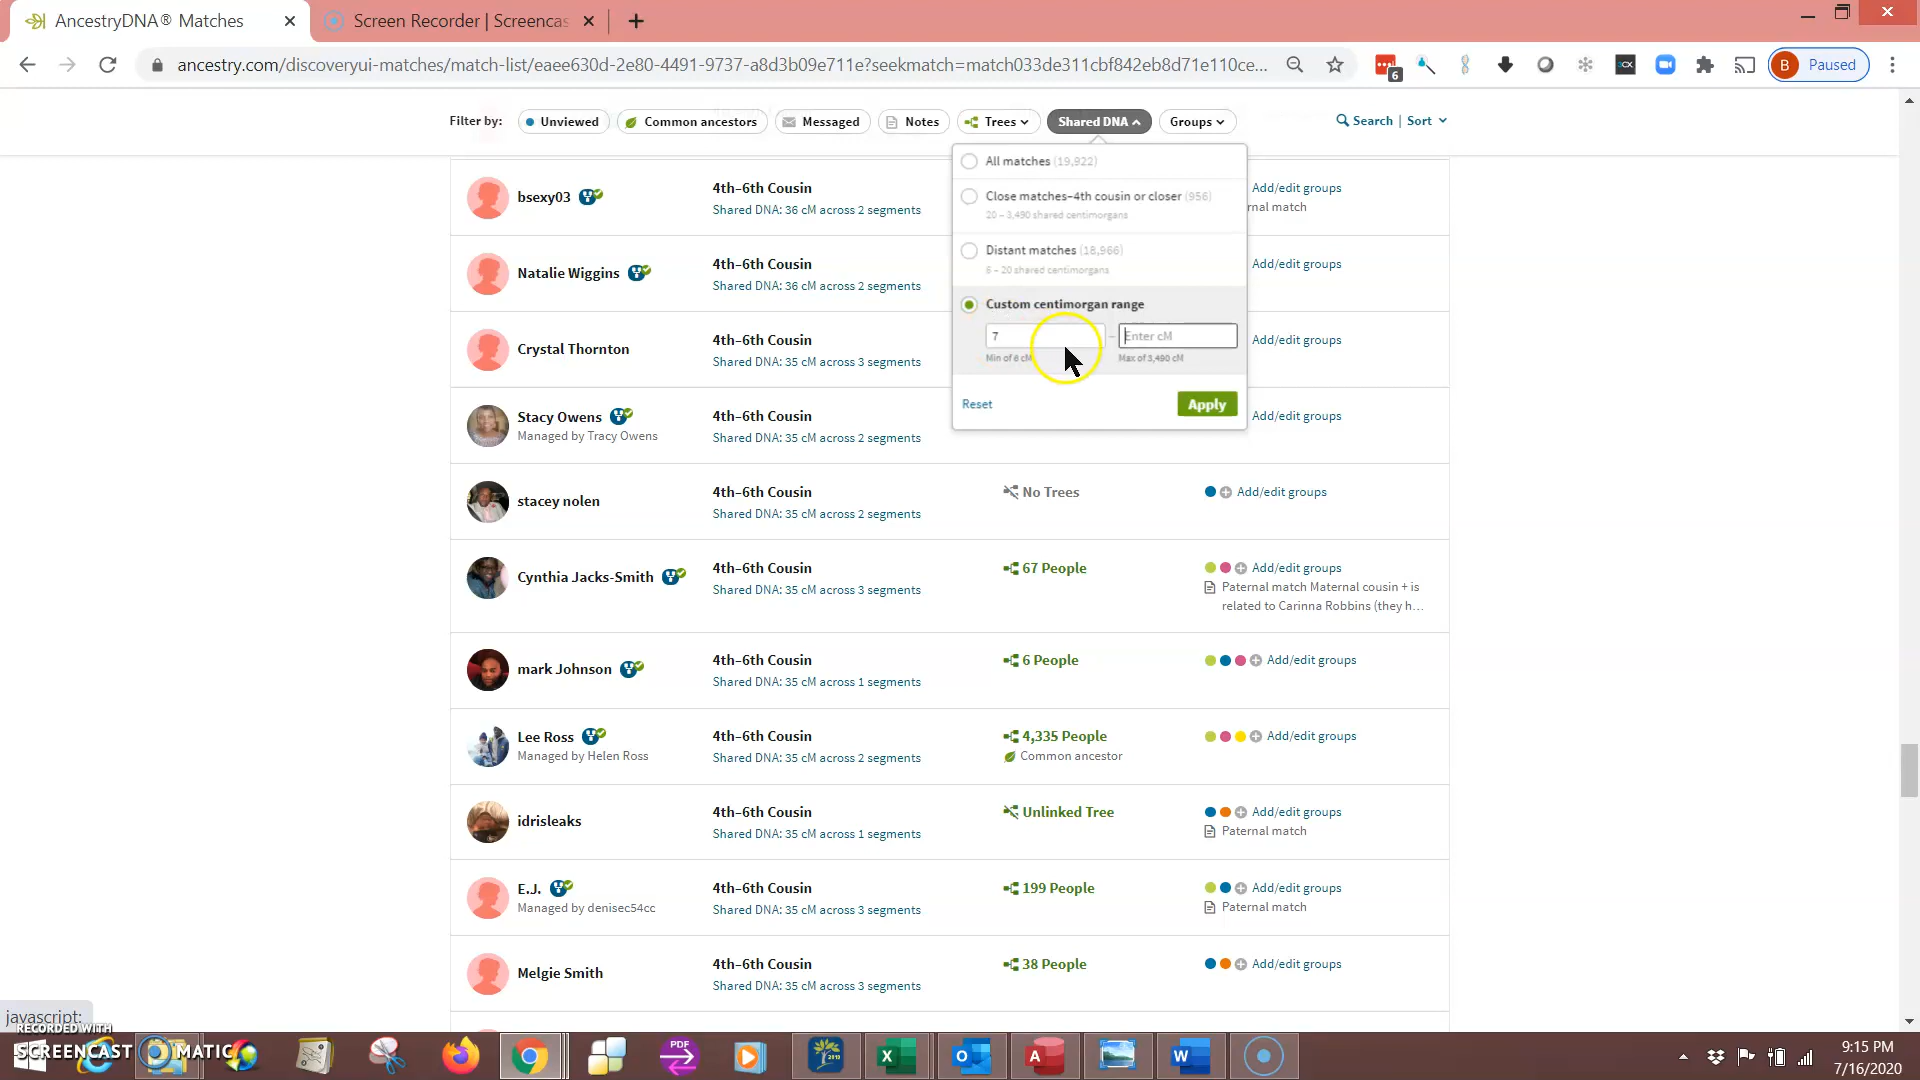 AncestryDNA® Matches
Screen Recorder | Screencas
ancestry.com/discoveryui-matches/match-list/eaee630d-2e80-4491-9737-a8d3b09e711e?seekmatch=match033de311cbf842eb8d71e110ce...
6
B Paused
Filter by: Unviewed Common ancestors Messaged Notes Trees Shared DNA Groups Search | Sort
All matches (19,922)
Close matches–4th cousin or closer (956)
20 – 3,490 shared centimorgans
Distant matches (18,966)
6 – 20 shared centimorgans
Custom centimorgan range
7 – Enter cM
Min of 6 cM Max of 3,490 cM
Reset Apply
bsexy03 4th–6th Cousin Add/edit groups
Shared DNA: 36 cM across 2 segments rnal match
Natalie Wiggins 4th–6th Cousin Add/edit groups
Shared DNA: 36 cM across 2 segments
Crystal Thornton 4th–6th Cousin Add/edit groups
Shared DNA: 35 cM across 3 segments
Stacy Owens 4th–6th Cousin Add/edit groups
Managed by Tracy Owens Shared DNA: 35 cM across 2 segments
stacey nolen 4th–6th Cousin No Trees Add/edit groups
Shared DNA: 35 cM across 2 segments
Cynthia Jacks-Smith 4th–6th Cousin 67 People Add/edit groups
Shared DNA: 35 cM across 3 segments Paternal match Maternal cousin + is
related to Carinna Robbins (they h...
mark Johnson 4th–6th Cousin 6 People Add/edit groups
Shared DNA: 35 cM across 1 segments
Lee Ross 4th–6th Cousin 4,335 People Add/edit groups
Managed by Helen Ross Shared DNA: 35 cM across 2 segments Common ancestor
idrisleaks 4th–6th Cousin Unlinked Tree Add/edit groups
Shared DNA: 35 cM across 1 segments Paternal match
E.J. 4th–6th Cousin 199 People Add/edit groups
Managed by denisec54cc Shared DNA: 35 cM across 3 segments Paternal match
Melgie Smith 4th–6th Cousin 38 People Add/edit groups
Shared DNA: 35 cM across 3 segments
javascript:
RECORDED WITH
SCREENCAST MATIC
PDF
2019
9:15 PM
7/16/2020